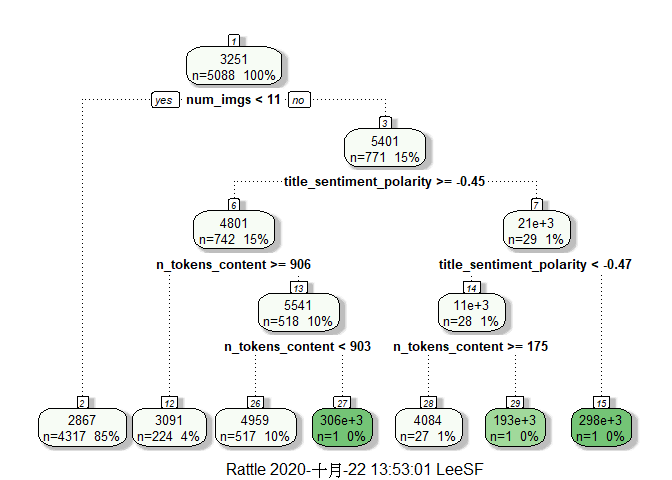 1
3251
n=5088 100%
yes num_imgs < 11 no
3
5401
n=771 15%
title_sentiment_polarity >= -0.45
6
7
4801
21e+3
n=742 15%
n=29 1%
n_tokens_content >= 906
title_sentiment_polarity < -0.47
13
14
5541
11e+3
n=518 10%
n=28 1%
n_tokens_content < 903
n_tokens_content >= 175
2
12
26
27
28
29
15
2867
3091
4959
306e+3
4084
193e+3
298e+3
n=4317 85%
n=224 4%
n=517 10%
n=1 0%
n=27 1%
n=1 0%
n=1 0%
Rattle 2020-十月-22 13:53:01 LeeSF